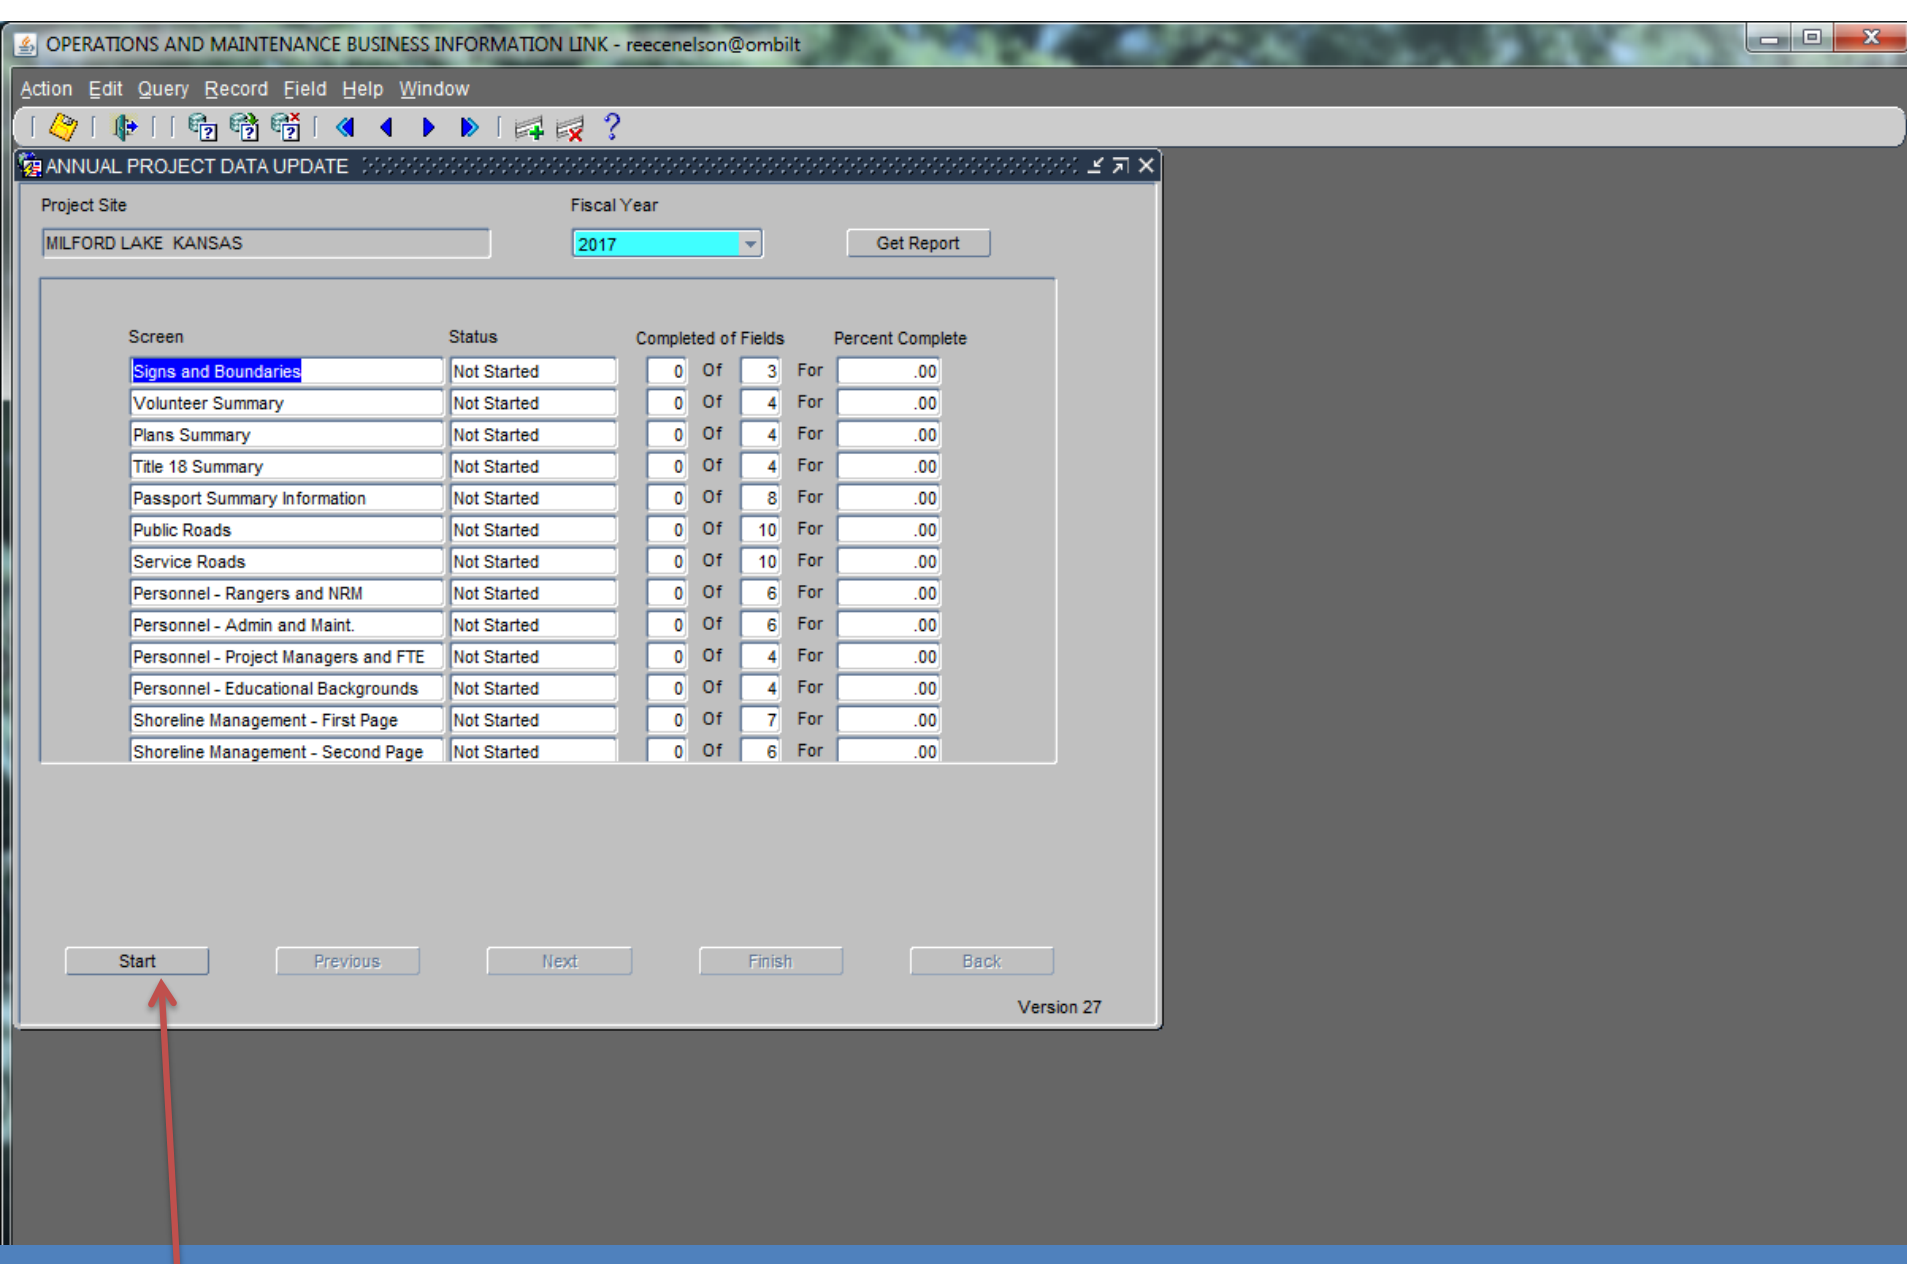 OPERATIONS AND MAINTENANCE BUSINESS INFORMATION LINK - reecenelson@ombilt
Action Edit Query Record Field Help Window
ANNUAL PROJECT DATA UPDATE
Project Site Fiscal Year
MILFORD LAKE KANSAS 2017 Get Report
Screen Status Completed of Fields Percent Complete
Signs and Boundaries Not Started 0 Of 3 For .00
Volunteer Summary Not Started 0 Of 4 For .00
Plans Summary Not Started 0 Of 4 For .00
Title 18 Summary Not Started 0 Of 4 For .00
Passport Summary Information Not Started 0 Of 8 For .00
Public Roads Not Started 0 Of 10 For .00
Service Roads Not Started 0 Of 10 For .00
Personnel - Rangers and NRM Not Started 0 Of 6 For .00
Personnel - Admin and Maint. Not Started 0 Of 6 For .00
Personnel - Project Managers and FTE Not Started 0 Of 4 For .00
Personnel - Educational Backgrounds Not Started 0 Of 4 For .00
Shoreline Management - First Page Not Started 0 Of 7 For .00
Shoreline Management - Second Page Not Started 0 Of 6 For .00
Start Previous Next Finish Back
Version 27